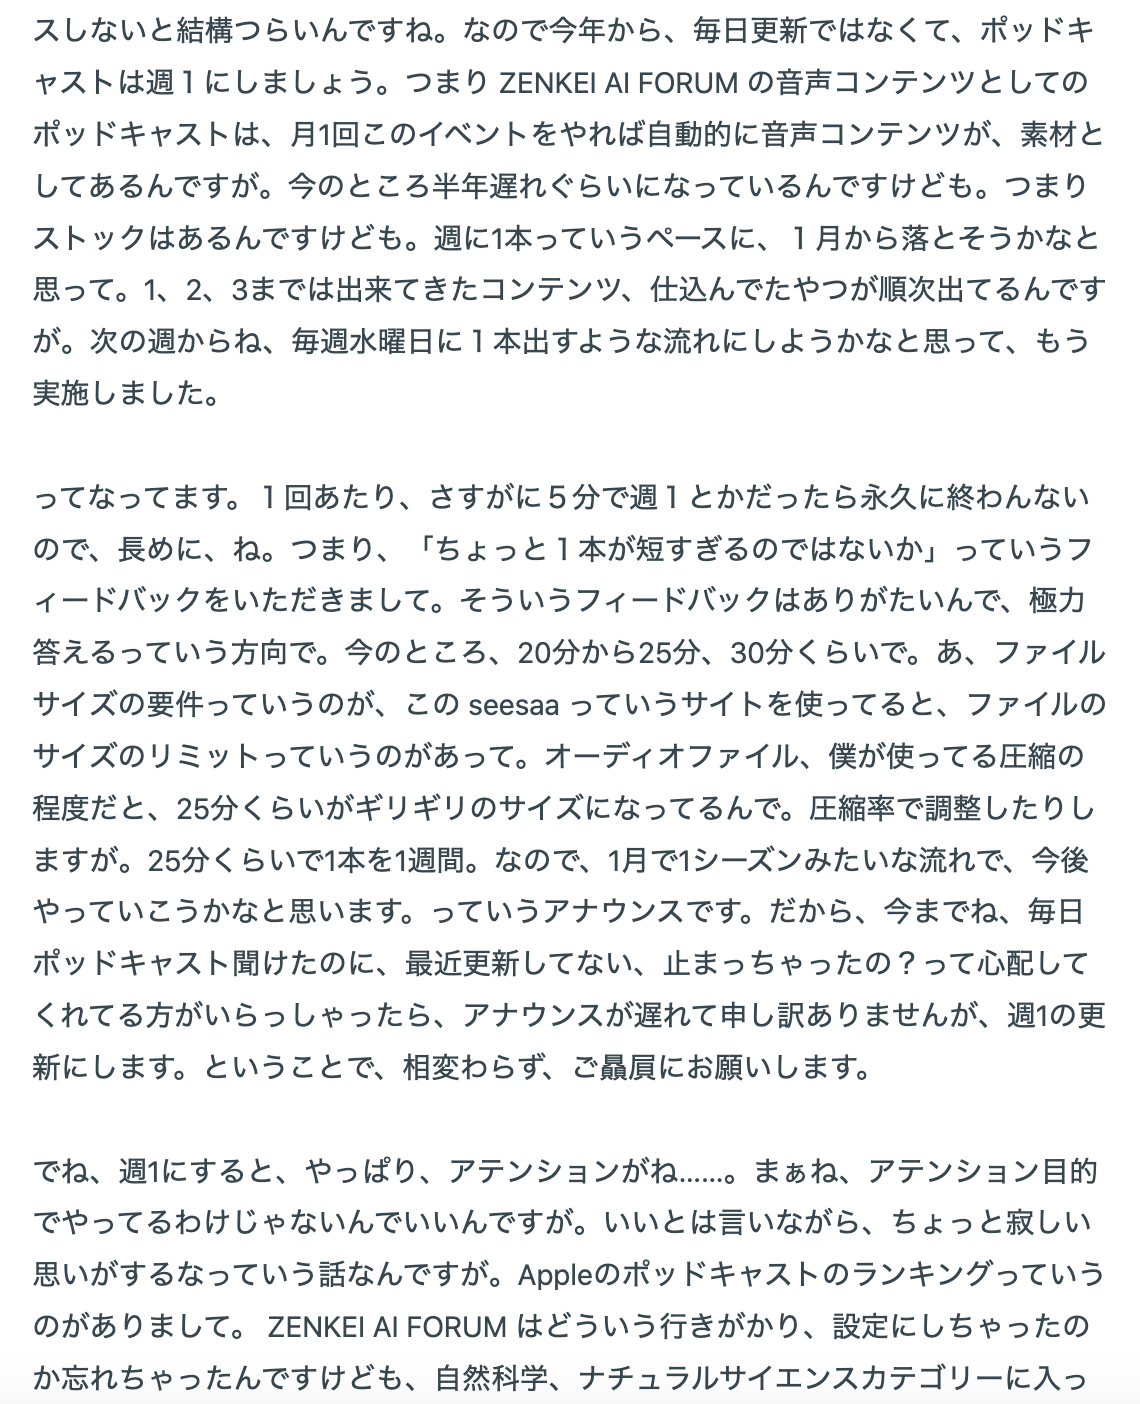 スしないと結構つらいんですね。なので今年から、毎日更新ではなくて、ポッドキ
ャストは週１にしましょう。つまり ZENKEI AI FORUM の音声コンテンツとしての
ポッドキャストは、月1回このイベントをやれば自動的に音声コンテンツが、素材と
してあるんですが。今のところ半年遅れぐらいになっているんですけども。つまり
ストックはあるんですけども。週に1本っていうペースに、１月から落とそうかなと
思って。1、2、3までは出来てきたコンテンツ、仕込んでたやつが順次出てるんです
が。次の週からね、毎週水曜日に１本出すような流れにしようかなと思って、もう
実施しました。
ってなってます。１回あたり、さすがに５分で週１とかだったら永久に終わんない
ので、長めに、ね。つまり、「ちょっと１本が短すぎるのではないか」っていうフ
ィードバックをいただきまして。そういうフィードバックはありがたいんで、極力
答えるっていう方向で。今のところ、20分から25分、30分くらいで。あ、ファイル
サイズの要件っていうのが、この seesaa っていうサイトを使ってると、ファイルの
サイズのリミットっていうのがあって。オーディオファイル、僕が使ってる圧縮の
程度だと、25分くらいがギリギリのサイズになってるんで。圧縮率で調整したりし
ますが。25分くらいで1本を1週間。なので、1月で1シーズンみたいな流れで、今後
やっていこうかなと思います。っていうアナウンスです。だから、今までね、毎日
ポッドキャスト聞けたのに、最近更新してない、止まっちゃったの？って心配して
くれてる方がいらっしゃったら、アナウンスが遅れて申し訳ありませんが、週1の更
新にします。ということで、相変わらず、ご贔屓にお願いします。
でね、週1にすると、やっぱり、アテンションがね……。まぁね、アテンション目的
でやってるわけじゃないんでいいんですが。いいとは言いながら、ちょっと寂しい
思いがするなっていう話なんですが。Appleのポッドキャストのランキングっていう
のがありまして。 ZENKEI AI FORUM はどういう行きがかり、設定にしちゃったの
か忘れちゃったんですけども、自然科学、ナチュラルサイエンスカテゴリーに入っ